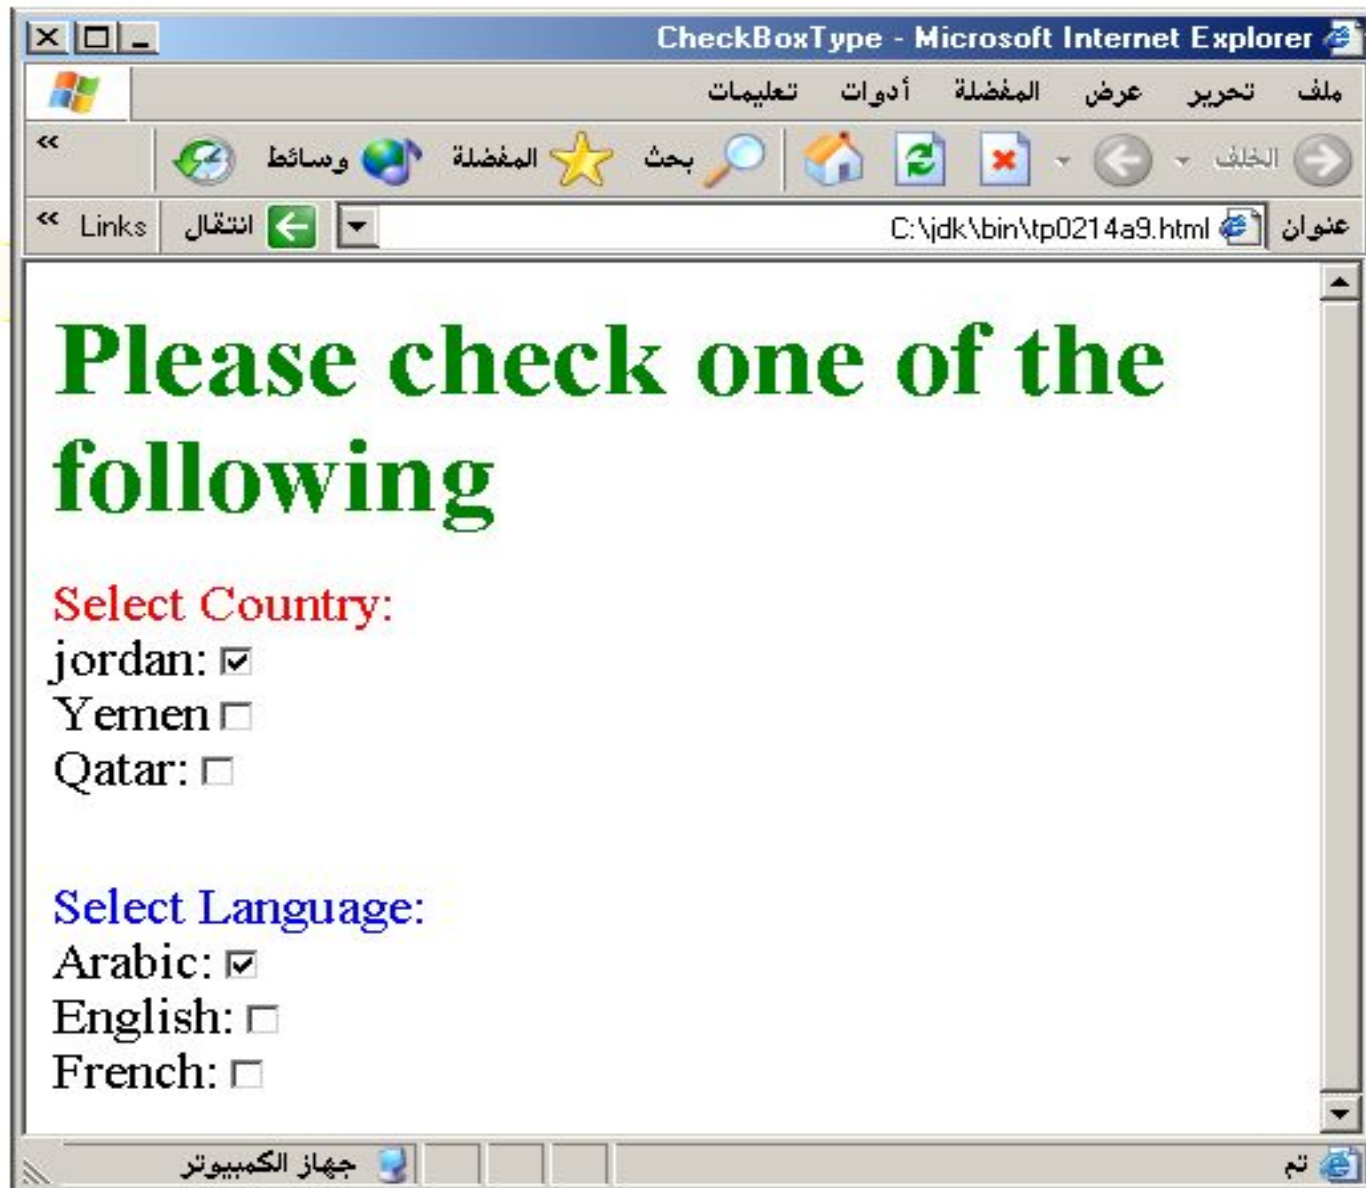 CheckBoxType - Microsoft Internet Explorer
ملف تحرير عرض المفضلة أدوات تعليمات
الخلف بحث المفضلة وسائط »
عنوان C:\jdk\bin\tp0214a9.html انتقال Links »
Please check one of the
following
Select Country:
jordan:
Yemen
Qatar:
Select Language:
Arabic:
English:
French:
تم جهاز الكمبيوتر